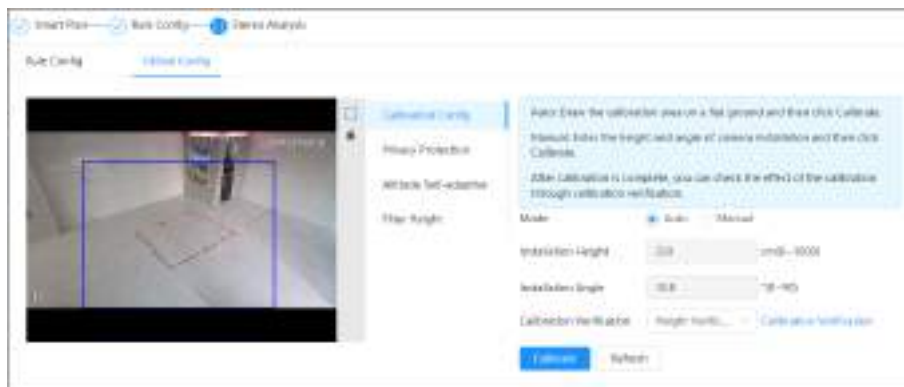 Smart Plan
Rule Config
Stereo Analysis
Rule Config
Global Config
Calibration Config
Privacy Protection
Attitude Self-adaptive
Filter Height
Auto: Draw the calibration area on a flat ground and then click Calibrate.
Manual: Enter the height and angle of camera installation and then click
Calibrate.
After calibration is complete, you can check the effect of the calibration
through calibration verification.
Mode Auto Manual
Installation Height
Installation Angle
Calibration Verification Height Verific... Calibration Verification
Calibrate Refresh